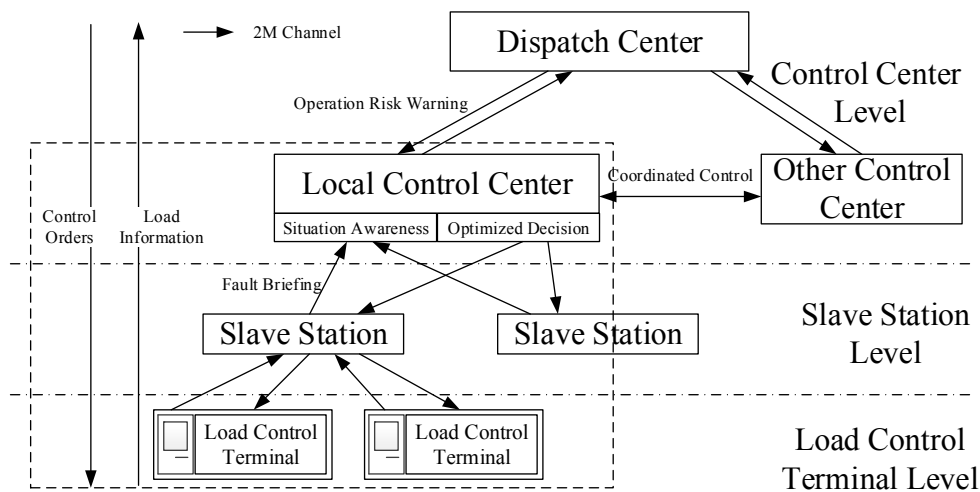 2M Channel
Dispatch Center
Operation Risk Warning
Control Center
Level
Local Control Center
Situation Awareness
Optimized Decision
Coordinated Control
Other Control
Center
Control
Orders
Load
Information
Fault Briefing
Slave Station
Slave Station
Slave Station
Level
Load Control
Terminal
Load Control
Terminal
Load Control
Terminal Level